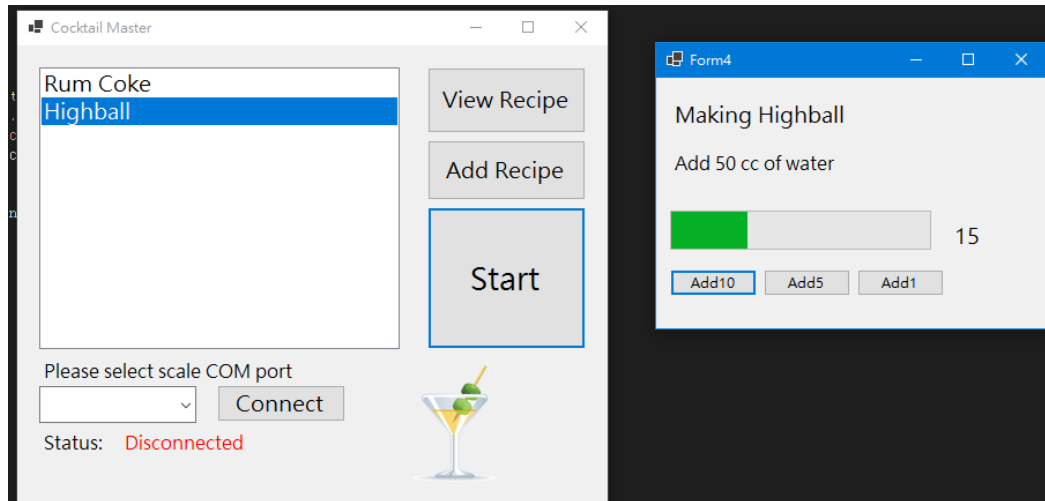 Cocktail Master
Rum Coke
Highball
View Recipe
Add Recipe
Start
Please select scale COM port
Connect
Status: Disconnected
Form4
Making Highball
Add 50 cc of water
15
Add10 Add5 Add1